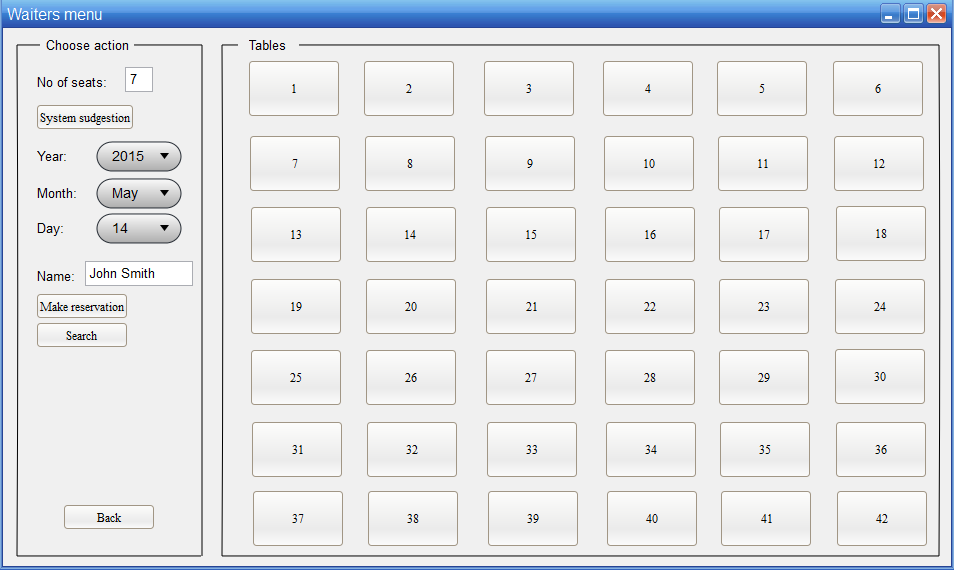 Waiters menu
Choose action
No of seats: 7
System sudgestion
Year: 2015
Month: May
Day: 14
Name: John Smith
Make reservation
Search
Back
Tables
1 2 3 4 5 6
7 8 9 10 11 12
13 14 15 16 17 18
19 20 21 22 23 24
25 26 27 28 29 30
31 32 33 34 35 36
37 38 39 40 41 42